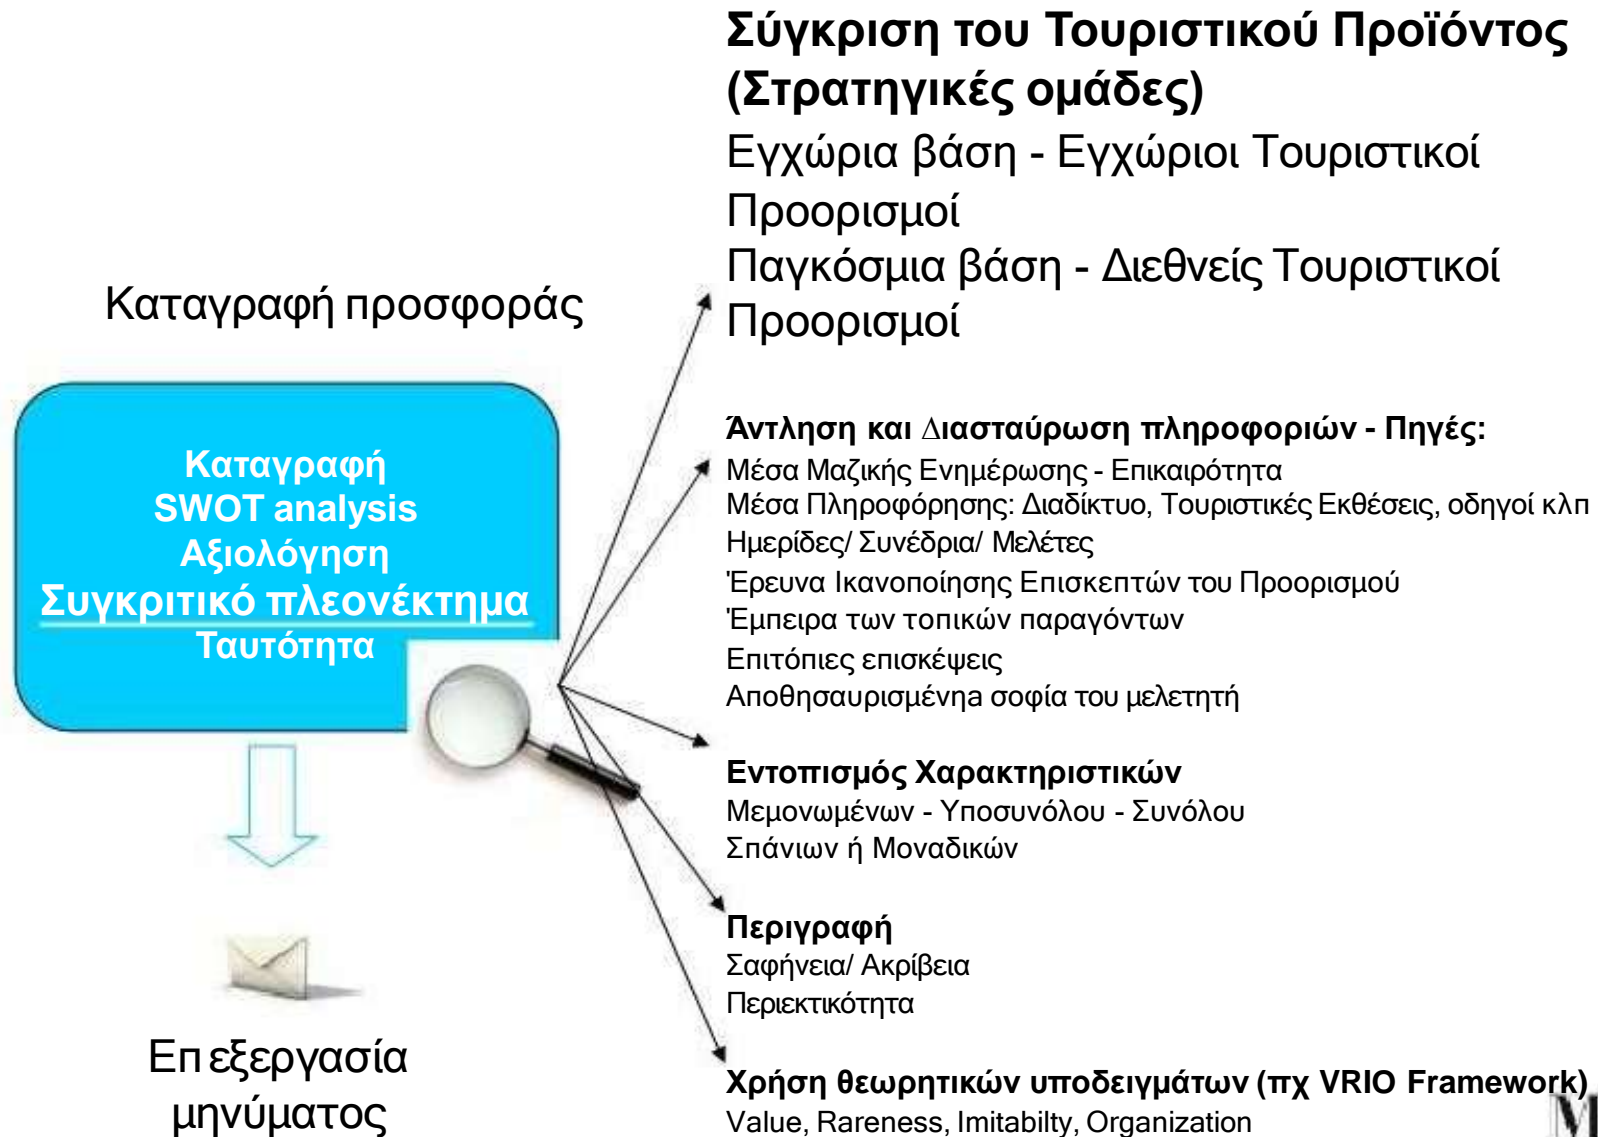 Σύγκριση του Τουριστικού Προϊόντος
(Στρατηγικές ομάδες)
Εγχώρια βάση - Εγχώριοι Τουριστικοί
Προορισμοί
Παγκόσμια βάση - Διεθνείς Τουριστικοί
Προορισμοί
Καταγραφή προσφοράς
Καταγραφή
SWOT analysis
Αξιολόγηση
Συγκριτικό πλεονέκτημα
Ταυτότητα
Άντληση και Διασταύρωση πληροφοριών - Πηγές:
Μέσα Μαζικής Ενημέρωσης - Επικαιρότητα
Μέσα Πληροφόρησης: Διαδίκτυο, Τουριστικές Εκθέσεις, οδηγοί κλπ
Ημερίδες/ Συνέδρια/ Μελέτες
Έρευνα Ικανοποίησης Επισκεπτών του Προορισμού
Έμπειρα των τοπικών παραγόντων
Επιτόπιες επισκέψεις
Αποθησαυρισμένηa σοφία του μελετητή
Εντοπισμός Χαρακτηριστικών
Μεμονωμένων - Υποσυνόλου - Συνόλου
Σπάνιων ή Μοναδικών
Περιγραφή
Σαφήνεια/ Ακρίβεια
Περιεκτικότητα
Επεξεργασία
μηνύματος
Χρήση θεωρητικών υποδειγμάτων (πχ VRIO Framework)
Value, Rareness, Imitabilty, Organization